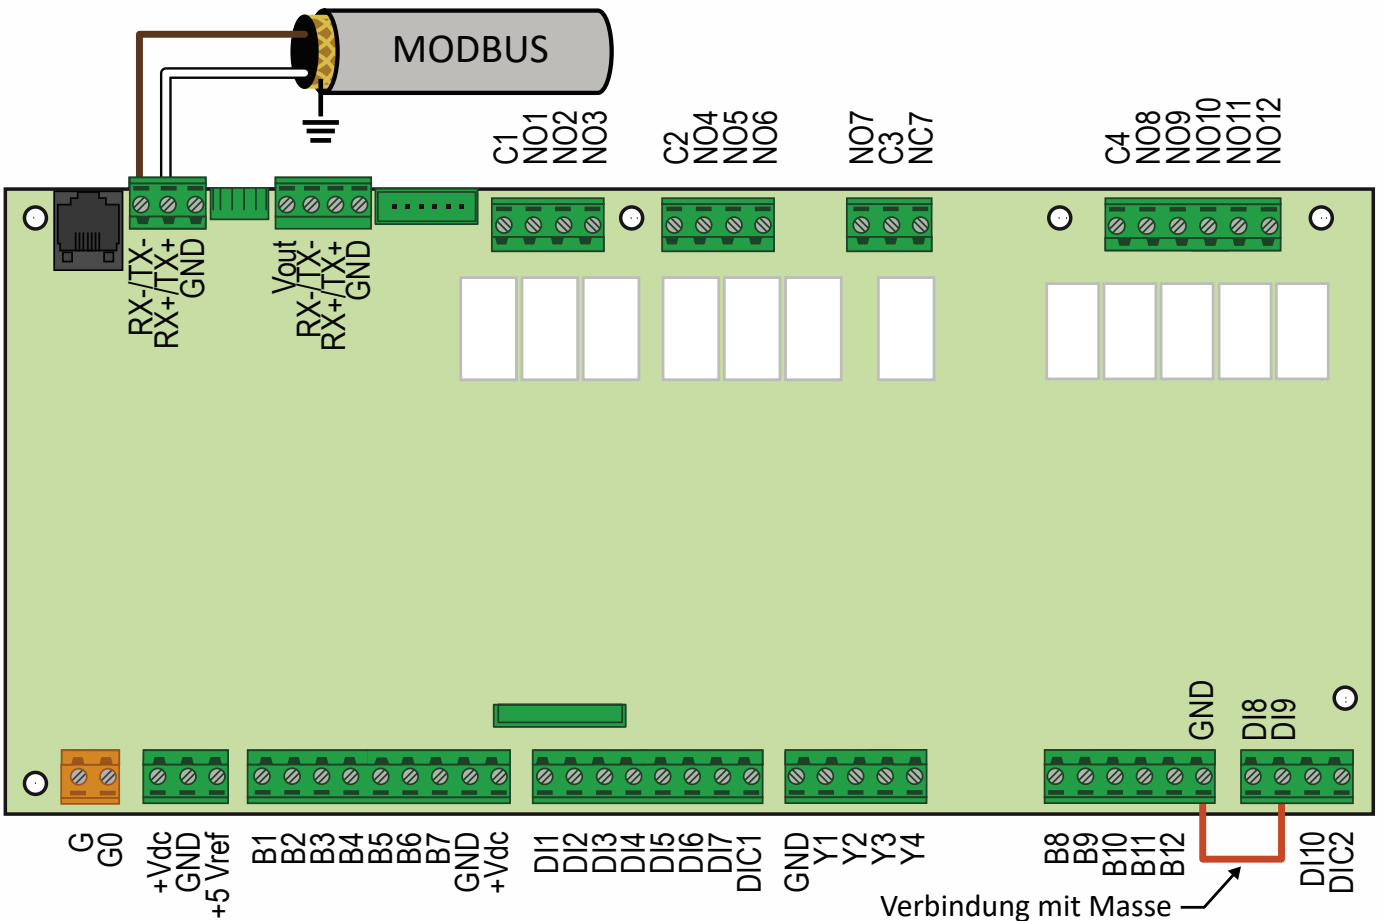 MODBUS
C1
NO1
NO2
NO3
C2
NO4
NO5
NO6
NO7
C3
NC7
C4
NO8
NO9
NO10
NO11
NO12
RX-/TX-
RX+/TX+
GND
Vout
RX-/TX-
RX+/TX+
GND
GND
DI8
DI9
G
G0
+Vdc
GND
+5 Vref
B1
B2
B3
B4
B5
B6
B7
GND
+Vdc
DI1
DI2
DI3
DI4
DI5
DI6
DI7
DIC1
GND
Y1
Y2
Y3
Y4
B8
B9
B10
B11
B12
DI10
DIC2
Verbindung mit Masse